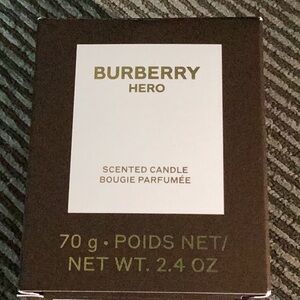 BURBERRY
HERO
SCENTED CANDLE
BOUGIE PARFUMÉE
70 g • POIDS NET/
NET WT. 2.4 OZ